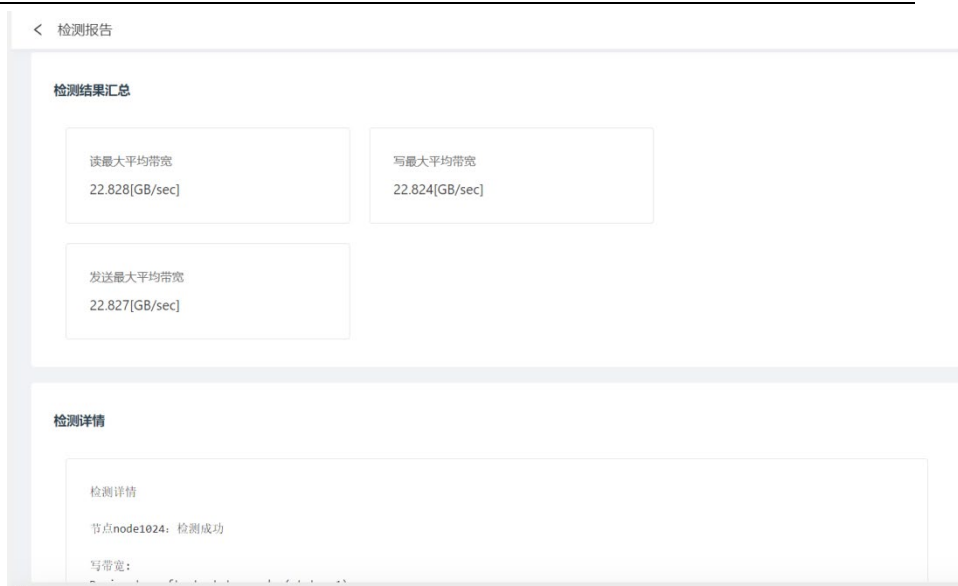 检测报告
检测结果汇总
读最大平均带宽
22.828[GB/sec]
写最大平均带宽
22.824[GB/sec]
发送最大平均带宽
22.827[GB/sec]
检测详情
检测详情
节点node1024: 检测成功
写带宽: